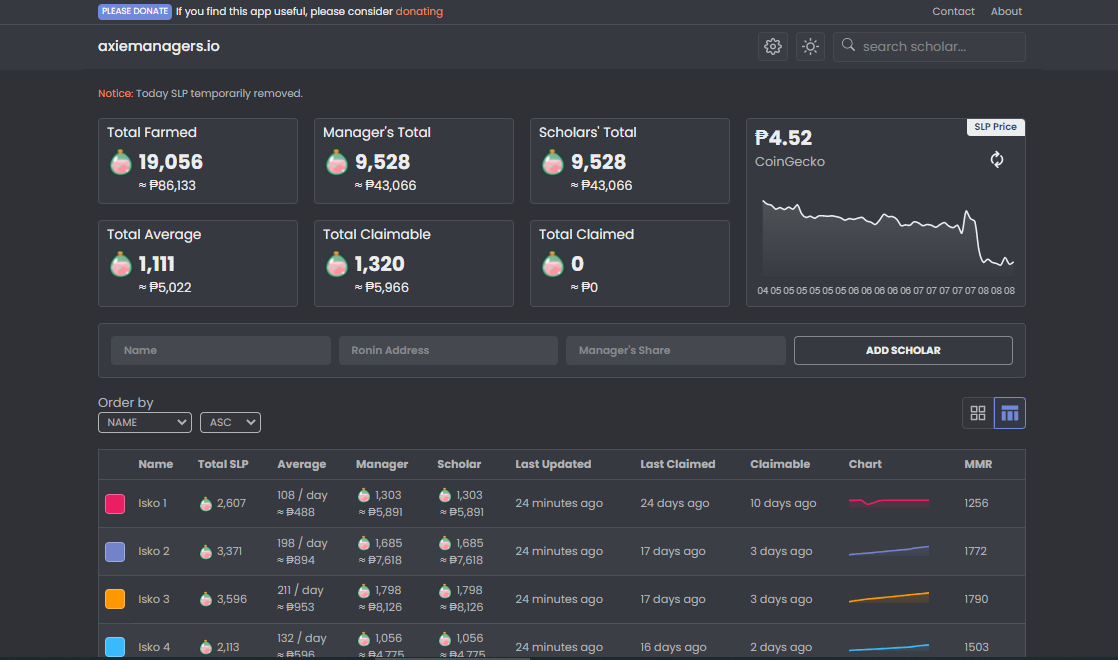 PLEASE DONATE If you find this app useful, please consider donating
Contact About
axiemanagers.io
search scholar...
Notice: Today SLP temporarily removed.
Total Farmed
19,056
≈ ₱86,133
Manager's Total
9,528
≈ ₱43,066
Scholars' Total
9,528
≈ ₱43,066
SLP Price
₱4.52
CoinGecko
04 05 05 05 05 05 05 06 06 06 06 06 07 07 07 07 07 08 08 08
Total Average
1,111
≈ ₱5,022
Total Claimable
1,320
≈ ₱5,966
Total Claimed
0
≈ ₱0
Name Ronin Address Manager's Share ADD SCHOLAR
Order by
NAME ASC
Name Total SLP Average Manager Scholar Last Updated Last Claimed Claimable Chart MMR
Isko 1 2,607 108 / day ≈ ₱488 1,303 ≈ ₱5,891 1,303 ≈ ₱5,891 24 minutes ago 24 days ago 10 days ago 1256
Isko 2 3,371 198 / day ≈ ₱894 1,685 ≈ ₱7,618 1,685 ≈ ₱7,618 24 minutes ago 17 days ago 3 days ago 1772
Isko 3 3,596 211 / day ≈ ₱953 1,798 ≈ ₱8,126 1,798 ≈ ₱8,126 24 minutes ago 17 days ago 3 days ago 1790
Isko 4 2,113 132 / day ≈ ₱596 1,056 ≈ ₱4,775 1,056 ≈ ₱4,775 24 minutes ago 16 days ago 2 days ago 1503